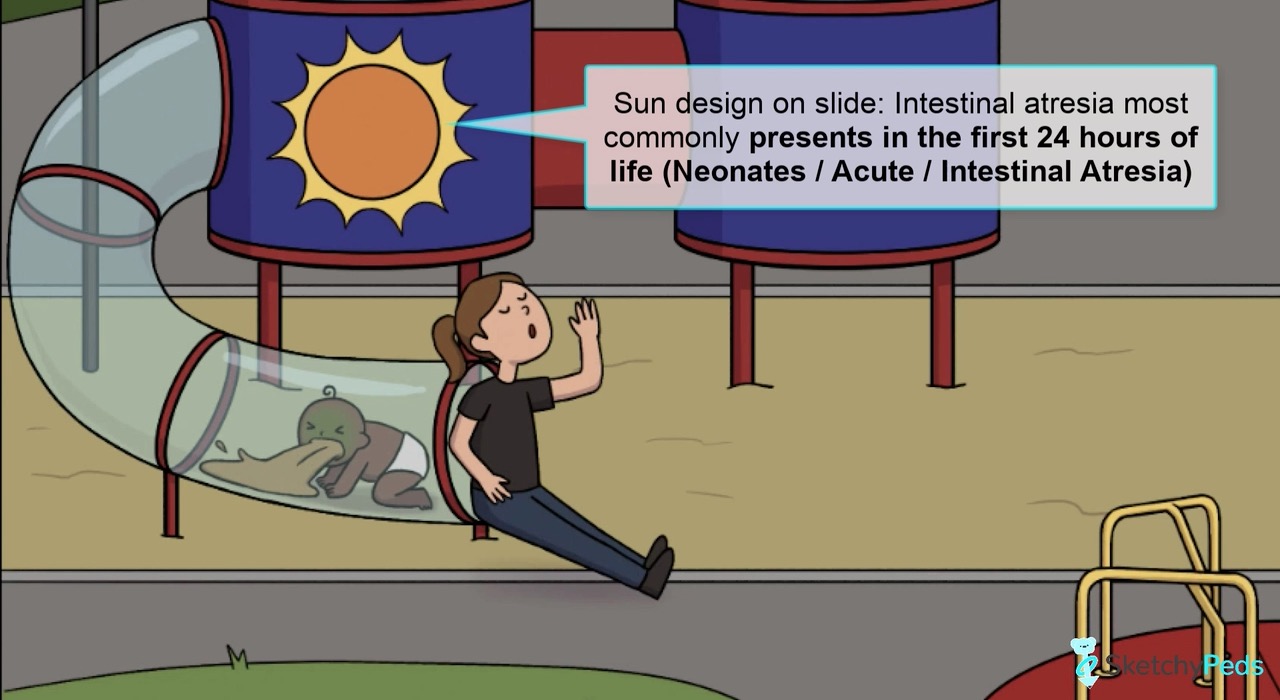 Sun design on slide: Intestinal atresia most
commonly presents in the first 24 hours of
life (Neonates / Acute / Intestinal Atresia)
SketchyPeds